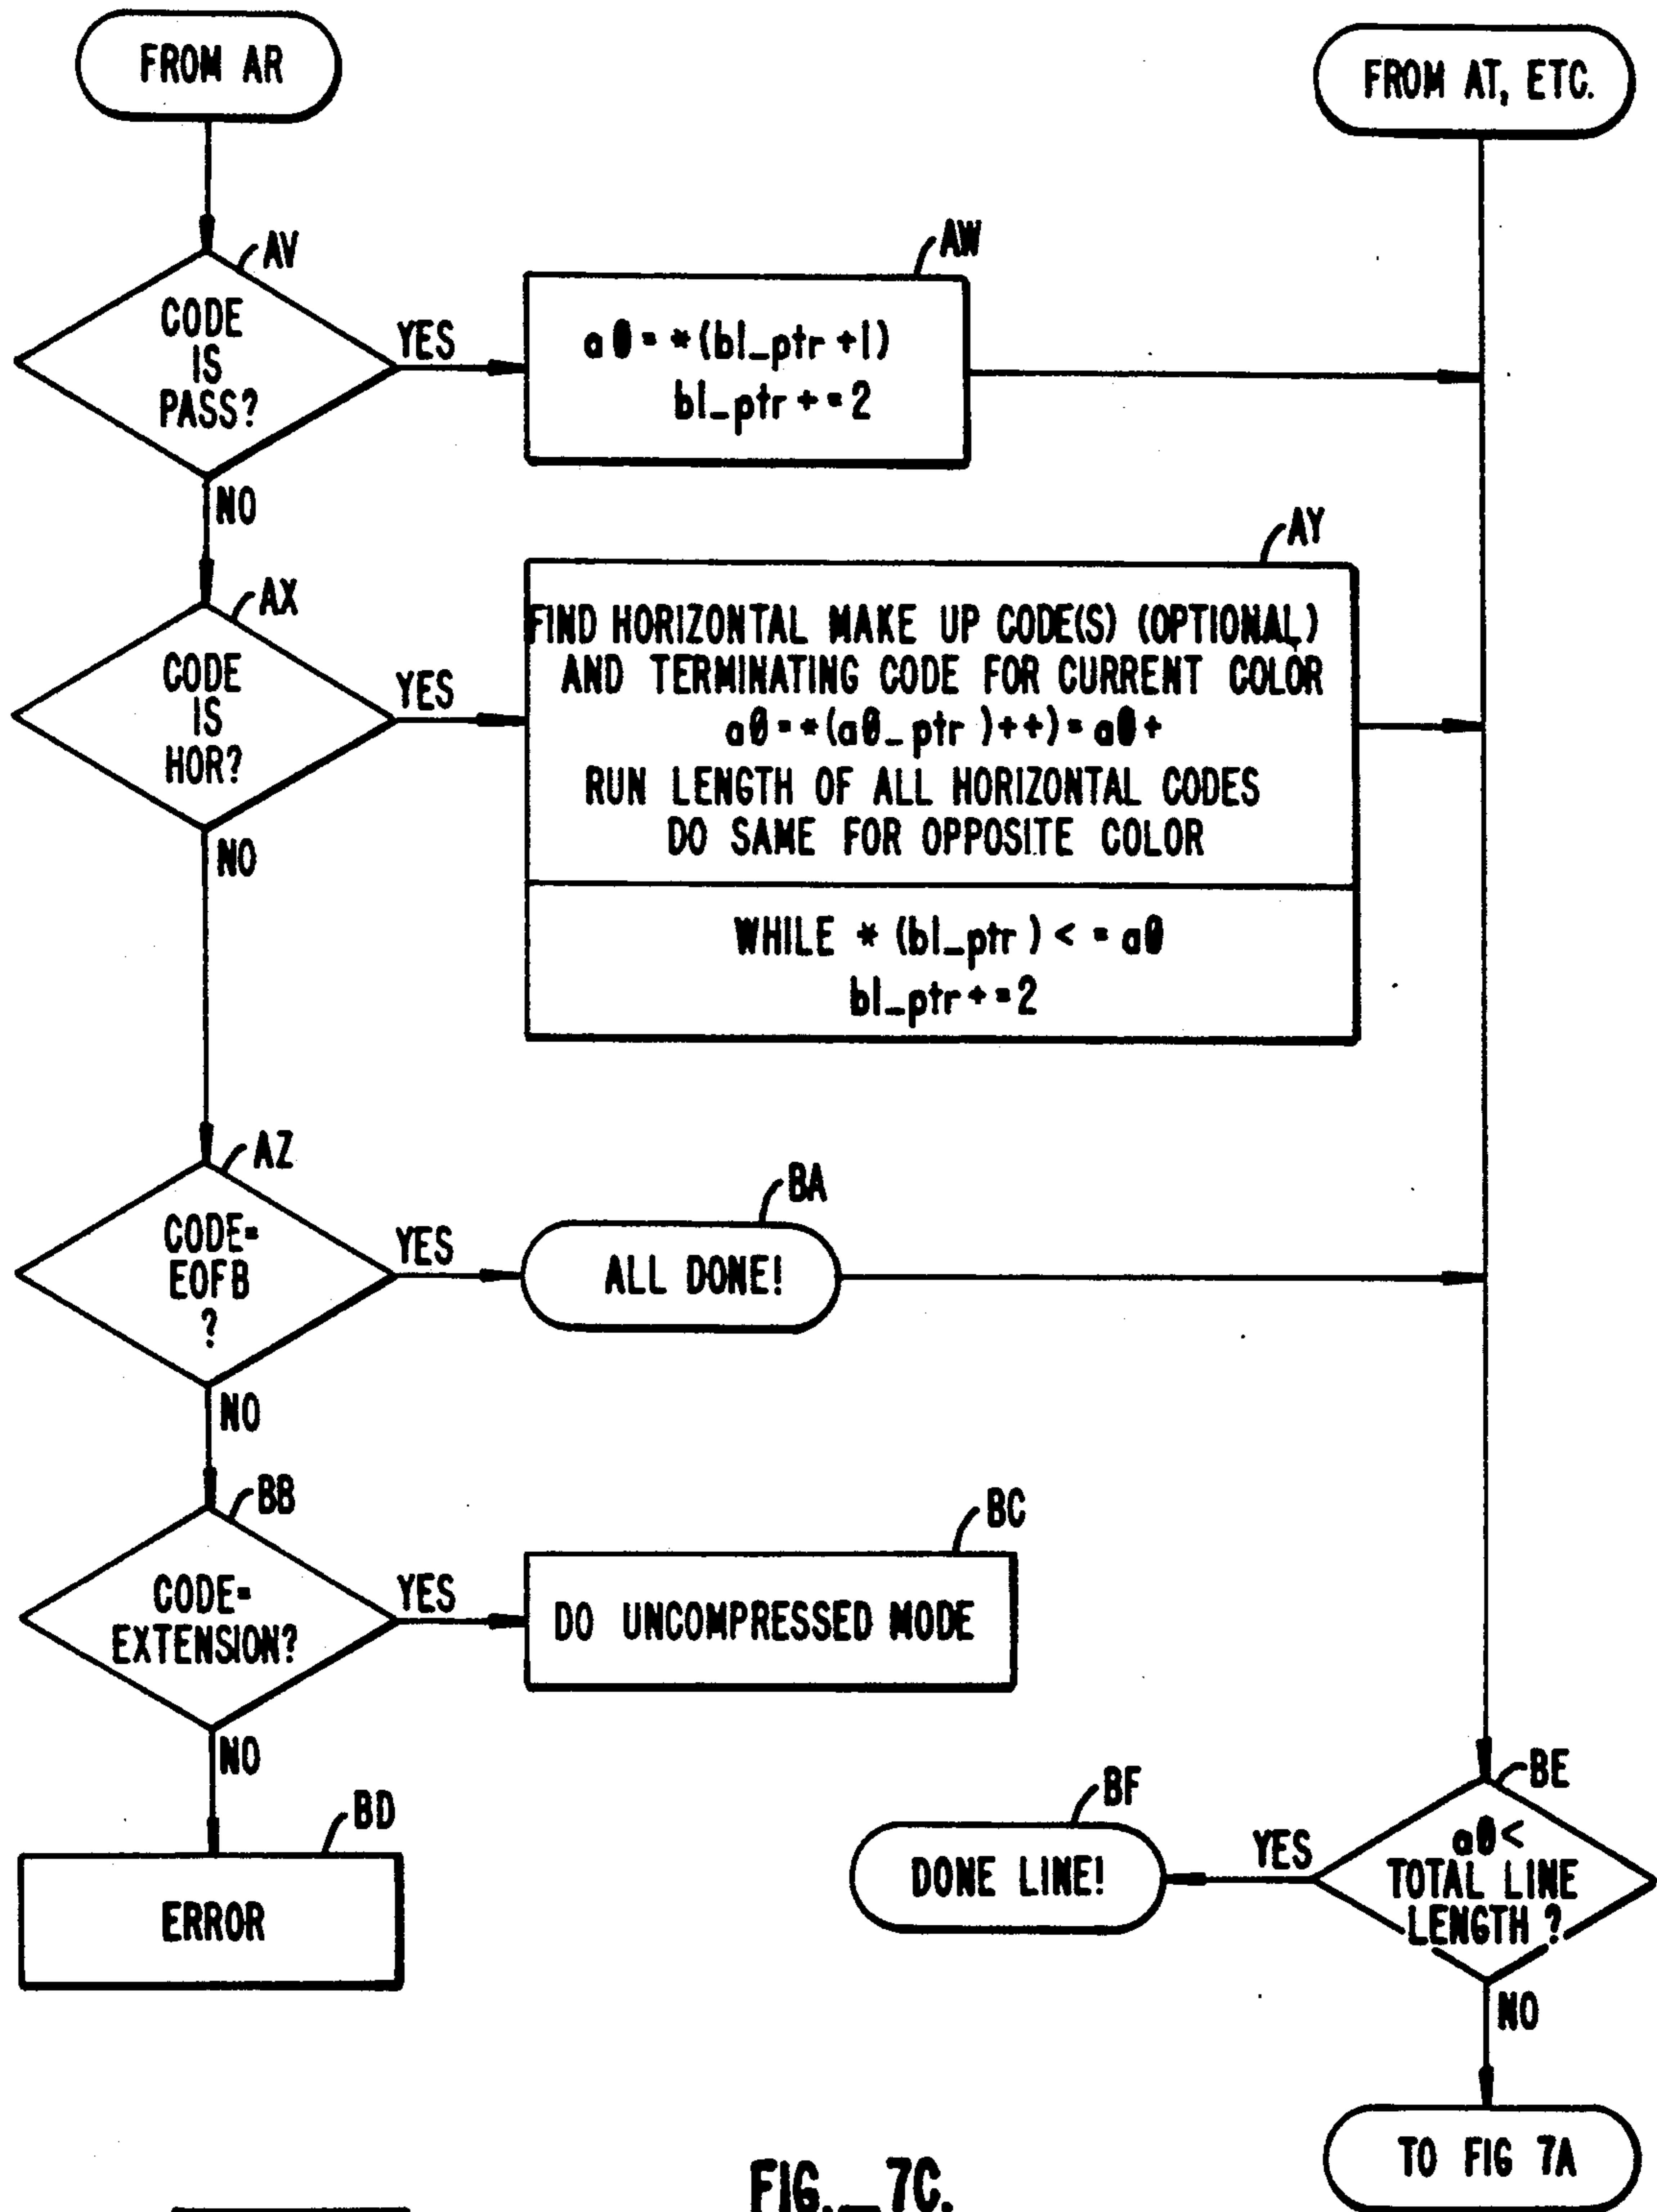 FROM AR
FROM AT, ETC.
AV
CODE
IS
PASS?
YES
NO
AW
a0 = *(bl_ptr +1)
bl_ptr + = 2
AX
CODE
IS
HOR?
YES
NO
AY
FIND HORIZONTAL MAKE UP CODE(S) (OPTIONAL)
AND TERMINATING CODE FOR CURRENT COLOR
a0 = *(a0_ptr )++) = a0 +
RUN LENGTH OF ALL HORIZONTAL CODES
DO SAME FOR OPPOSITE COLOR
WHILE * (bl_ptr ) < = a0
bl_ptr + = 2
AZ
CODE=
EOFB
?
YES
NO
BA
ALL DONE!
BB
CODE=
EXTENSION?
YES
NO
BC
DO UNCOMPRESSED MODE
BD
ERROR
BE
a0 <
TOTAL LINE
LENGTH ?
YES
NO
BF
DONE LINE!
TO FIG 7A
FIG._7C.